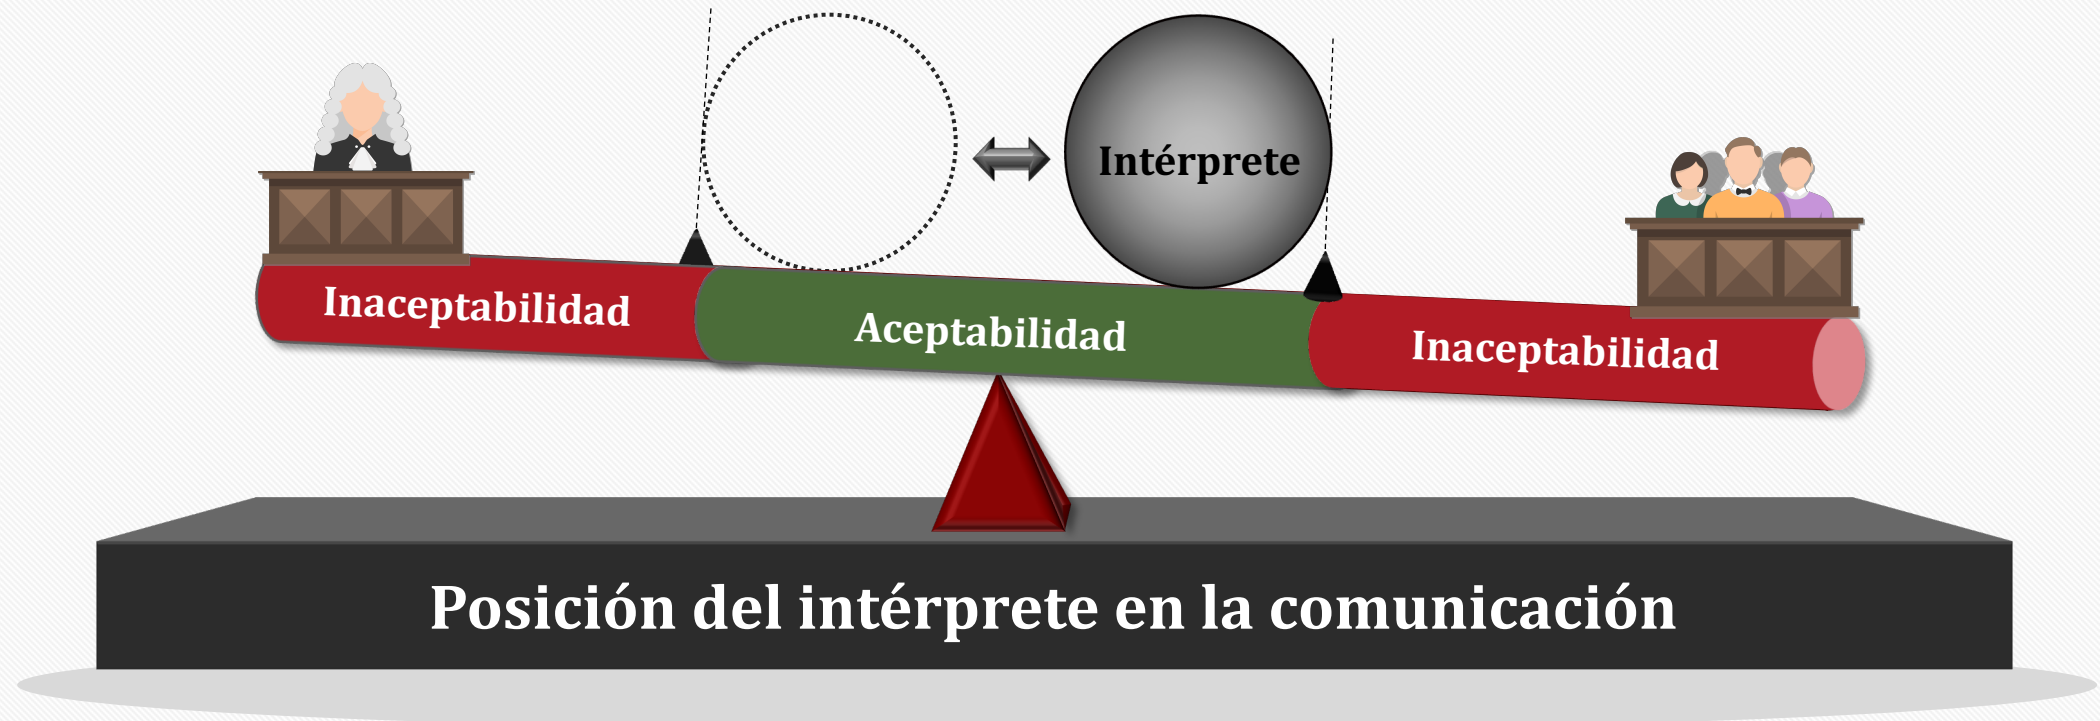 Intérprete
Inaceptabilidad
Aceptabilidad
Inaceptabilidad
Posición del intérprete en la comunicación